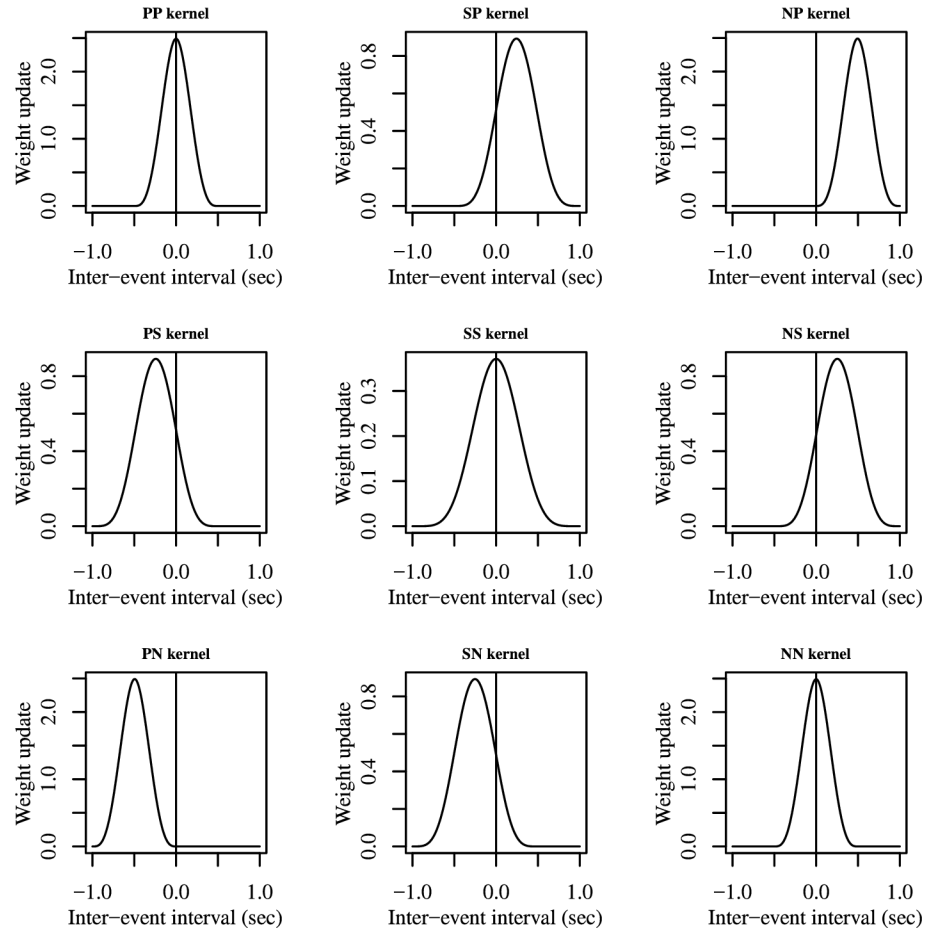 PP kernel
Weight update
0.0 1.0 2.0
−1.0 0.0 1.0
Inter−event interval (sec)
SP kernel
Weight update
0.0 0.4 0.8
−1.0 0.0 1.0
Inter−event interval (sec)
NP kernel
Weight update
0.0 1.0 2.0
−1.0 0.0 1.0
Inter−event interval (sec)
PS kernel
Weight update
0.0 0.4 0.8
−1.0 0.0 1.0
Inter−event interval (sec)
SS kernel
Weight update
0.0 0.1 0.2 0.3
−1.0 0.0 1.0
Inter−event interval (sec)
NS kernel
Weight update
0.0 0.4 0.8
−1.0 0.0 1.0
Inter−event interval (sec)
PN kernel
Weight update
0.0 1.0 2.0
−1.0 0.0 1.0
Inter−event interval (sec)
SN kernel
Weight update
0.0 0.4 0.8
−1.0 0.0 1.0
Inter−event interval (sec)
NN kernel
Weight update
0.0 1.0 2.0
−1.0 0.0 1.0
Inter−event interval (sec)